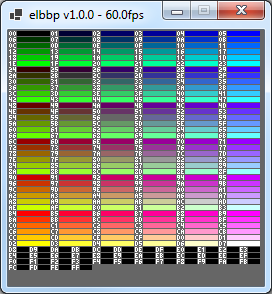 elbbp v1.0.0 - 60.0fps
00 01 02 03 04 05
06 07 08 09 0A 0B
0C 0D 0E 0F 10 11
12 13 14 15 16 17
18 19 1A 1B 1C 1D
1E 1F 20 21 22 23
24 25 26 27 28 29
2A 2B 2C 2D 2E 2F
30 31 32 33 34 35
36 37 38 39 3A 3B
3C 3D 3E 3F 40 41
42 43 44 45 46 47
48 49 4A 4B 4C 4D
4E 4F 50 51 52 53
54 55 56 57 58 59
5A 5B 5C 5D 5E 5F
60 61 62 63 64 65
66 67 68 69 6A 6B
6C 6D 6E 6F 70 71
72 73 74 75 76 77
78 79 7A 7B 7C 7D
7E 7F 80 81 82 83
84 85 86 87 88 89
8A 8B 8C 8D 8E 8F
90 91 92 93 94 95
96 97 98 99 9A 9B
9C 9D 9E 9F A0 A1
A2 A3 A4 A5 A6 A7
A8 A9 AA AB AC AD
AE AF B0 B1 B2 B3
B4 B5 B6 B7 B8 B9
BA BB BC BD BE BF
C0 C1 C2 C3 C4 C5
C6 C7 C8 C9 CA CB
CC CD CE CF D0 D1
D2 D3 D4 D5 D6 D7
D8 D9 DA DB DC DD DE DF E0 E1 E2 E3
E4 E5 E6 E7 E8 E9 EA EB EC ED EE EF
F0 F1 F2 F3 F4 F5 F6 F7 F8 F9 FA FB
FC FD FE FF